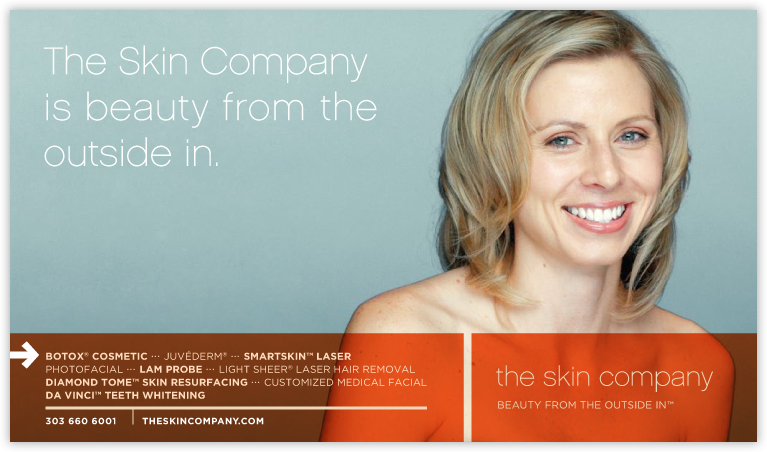 The Skin Company
is beauty from the
outside in.
BOTOX® COSMETIC ··· JUVÉDERM® ··· SMARTSKIN™ LASER
PHOTOFACIAL ··· LAM PROBE ··· LIGHT SHEER® LASER HAIR REMOVAL
DIAMOND TOME™ SKIN RESURFACING ··· CUSTOMIZED MEDICAL FACIAL
DA VINCI™ TEETH WHITENING
303 660 6001 | THESKINCOMPANY.COM
the skin company
BEAUTY FROM THE OUTSIDE IN™